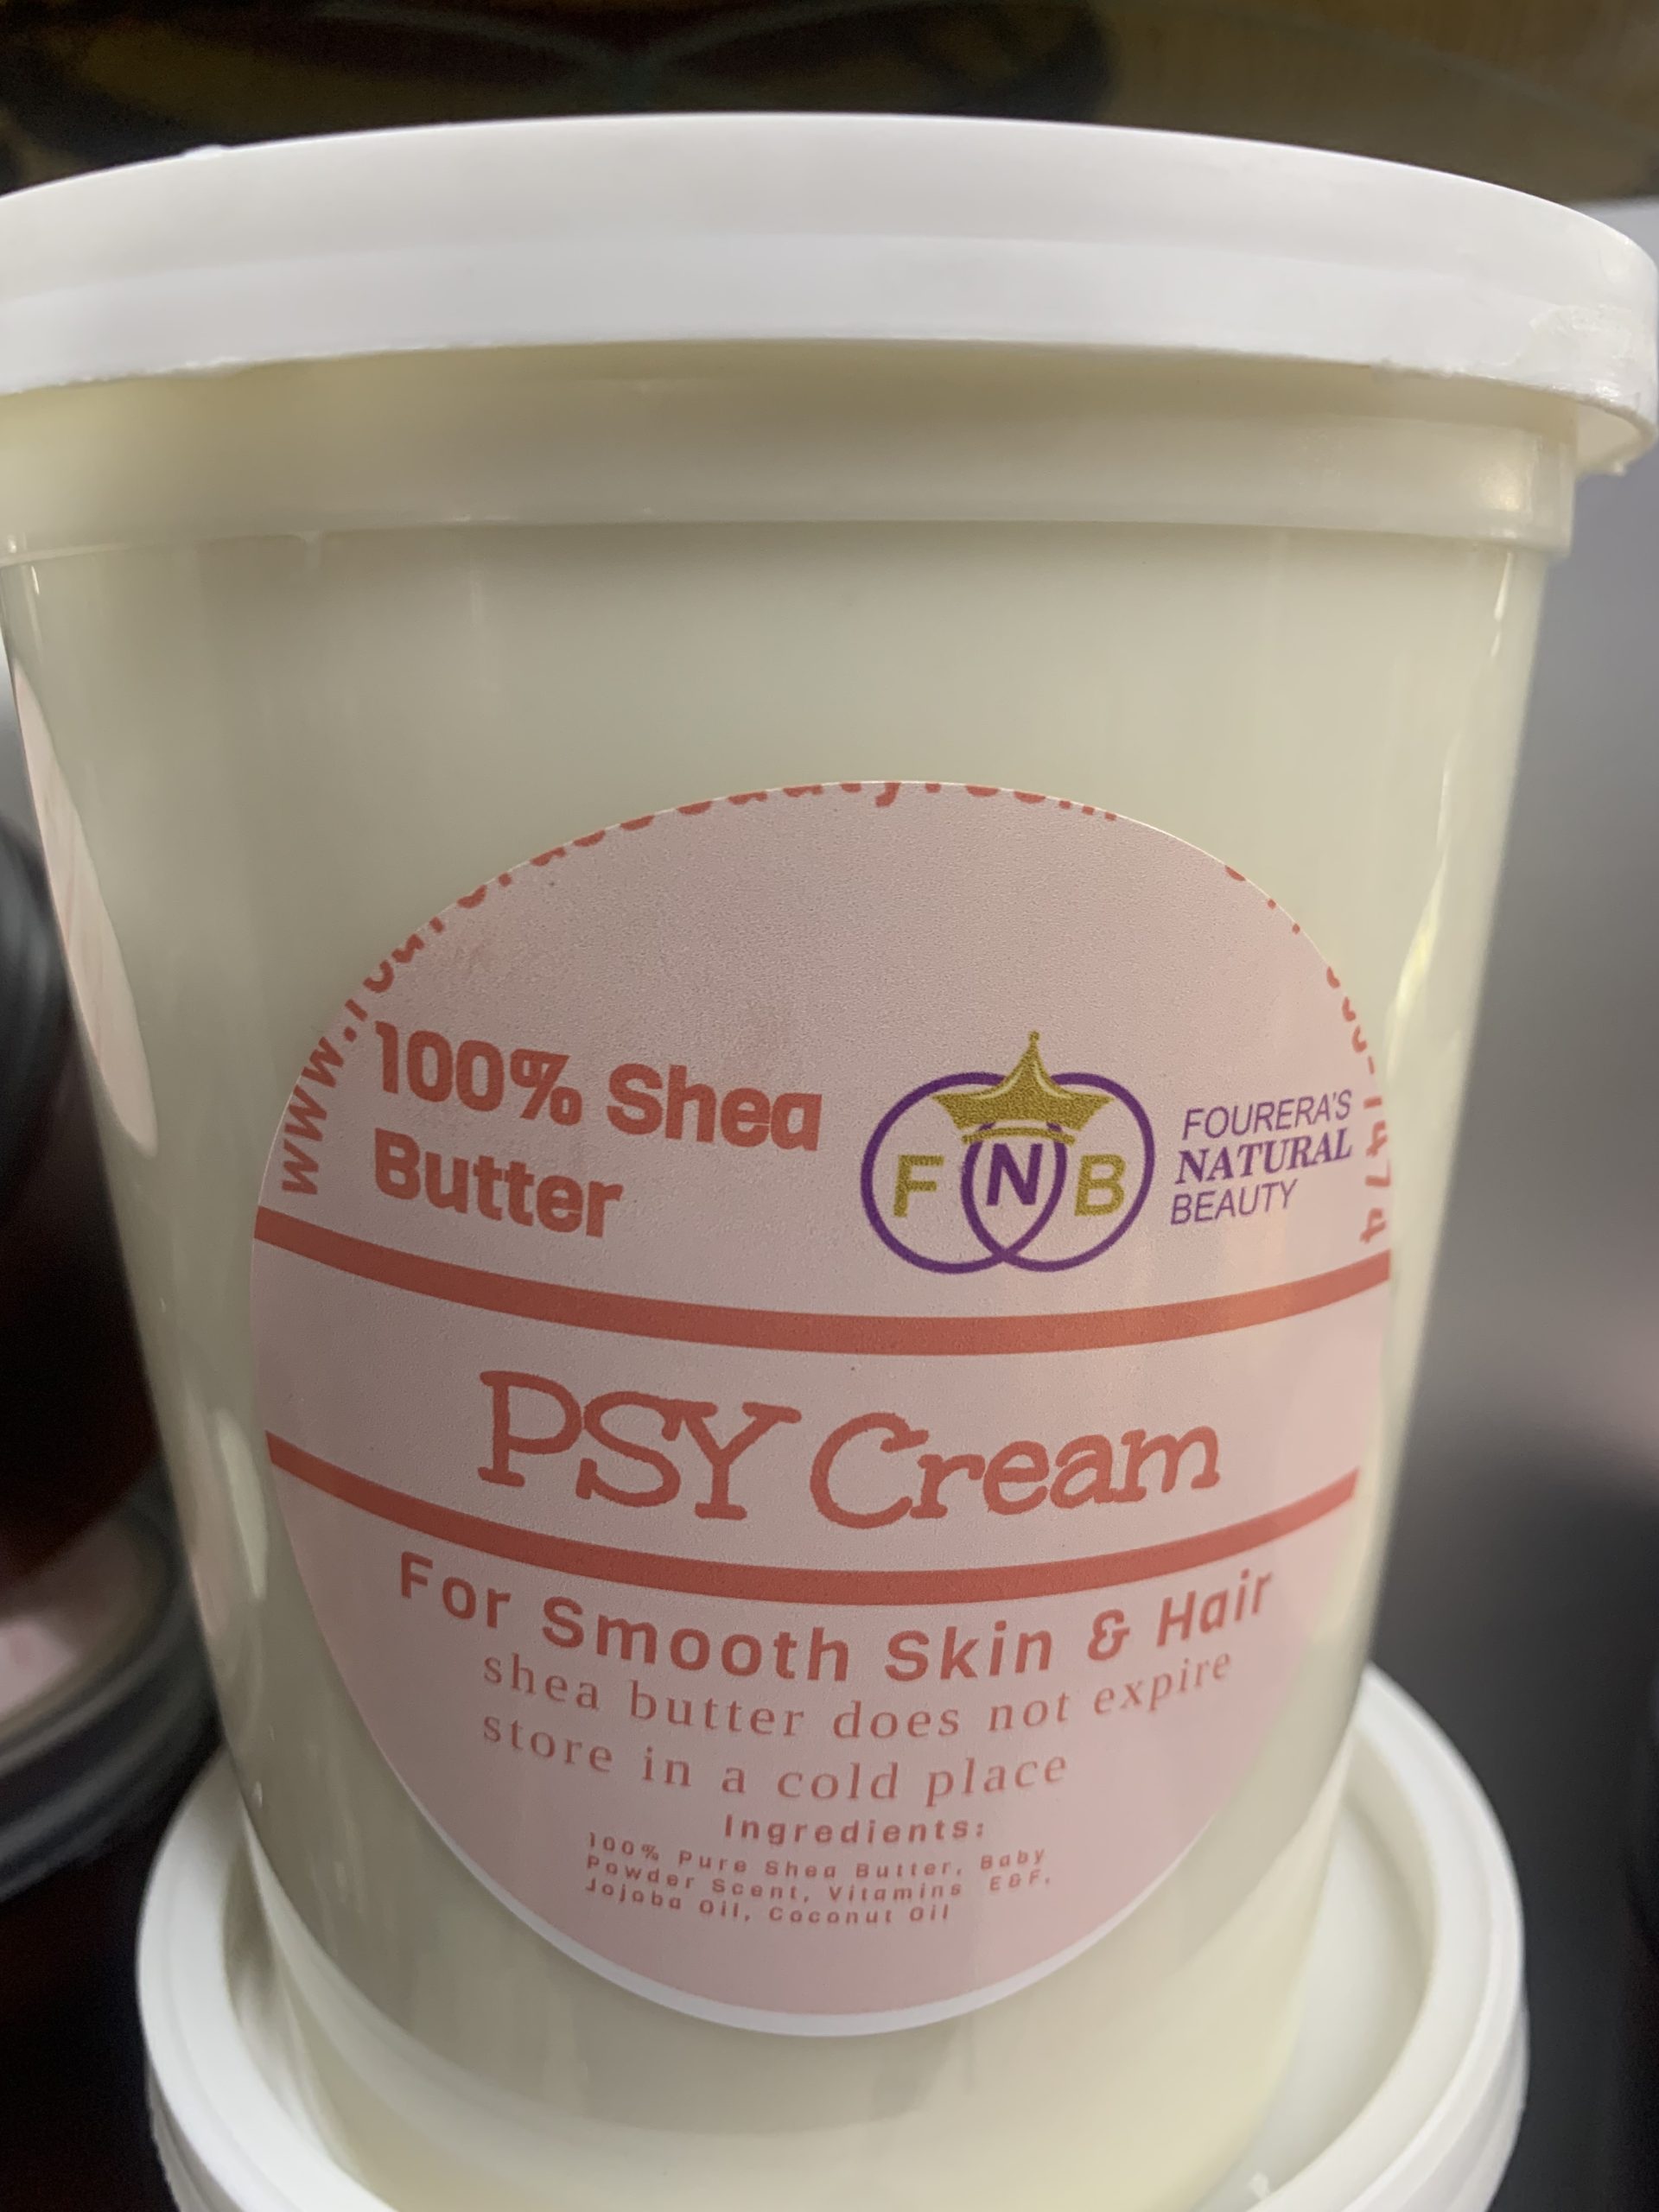 100% Shea
Butter
F N B
FOURERA'S
NATURAL
BEAUTY
PSY Cream
For Smooth Skin & Hair
shea butter does not expire
store in a cold place
Ingredients:
100% Pure Shea Butter, Baby
Powder Scent, Vitamins E&F,
Jojoba Oil, Coconut Oil